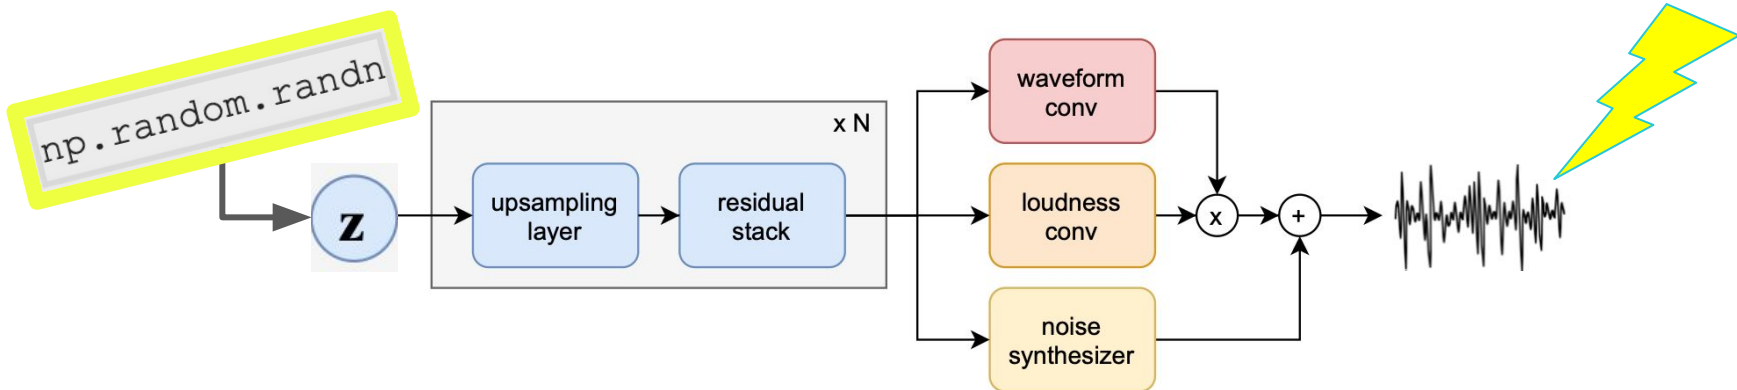 np.random.randn
z
x N
upsampling
layer
residual
stack
waveform
conv
loudness
conv
x
+
noise
synthesizer